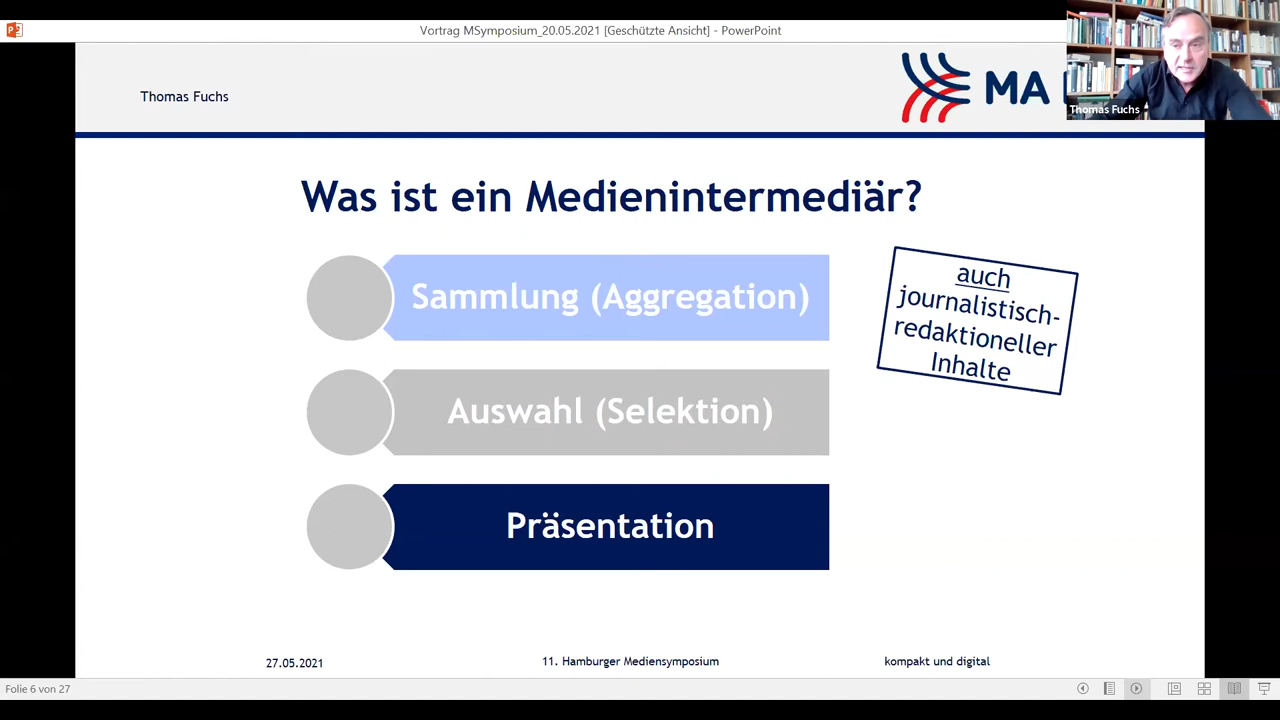 Vortrag MSymposium_20.05.2021 [Geschützte Ansicht] - PowerPoint
Thomas Fuchs
MA
Thomas Fuchs
Was ist ein Medienintermediär?
Sammlung (Aggregation)
auch
journalistisch-
redaktioneller
Inhalte
Auswahl (Selektion)
Präsentation
27.05.2021
11. Hamburger Mediensymposium
kompakt und digital
Folie 6 von 27